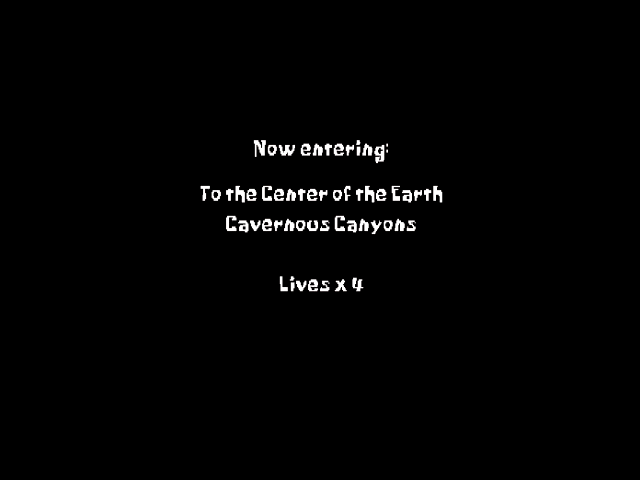 Now entering:
To the Center of the Earth
Cavernous Canyons
Lives x 4